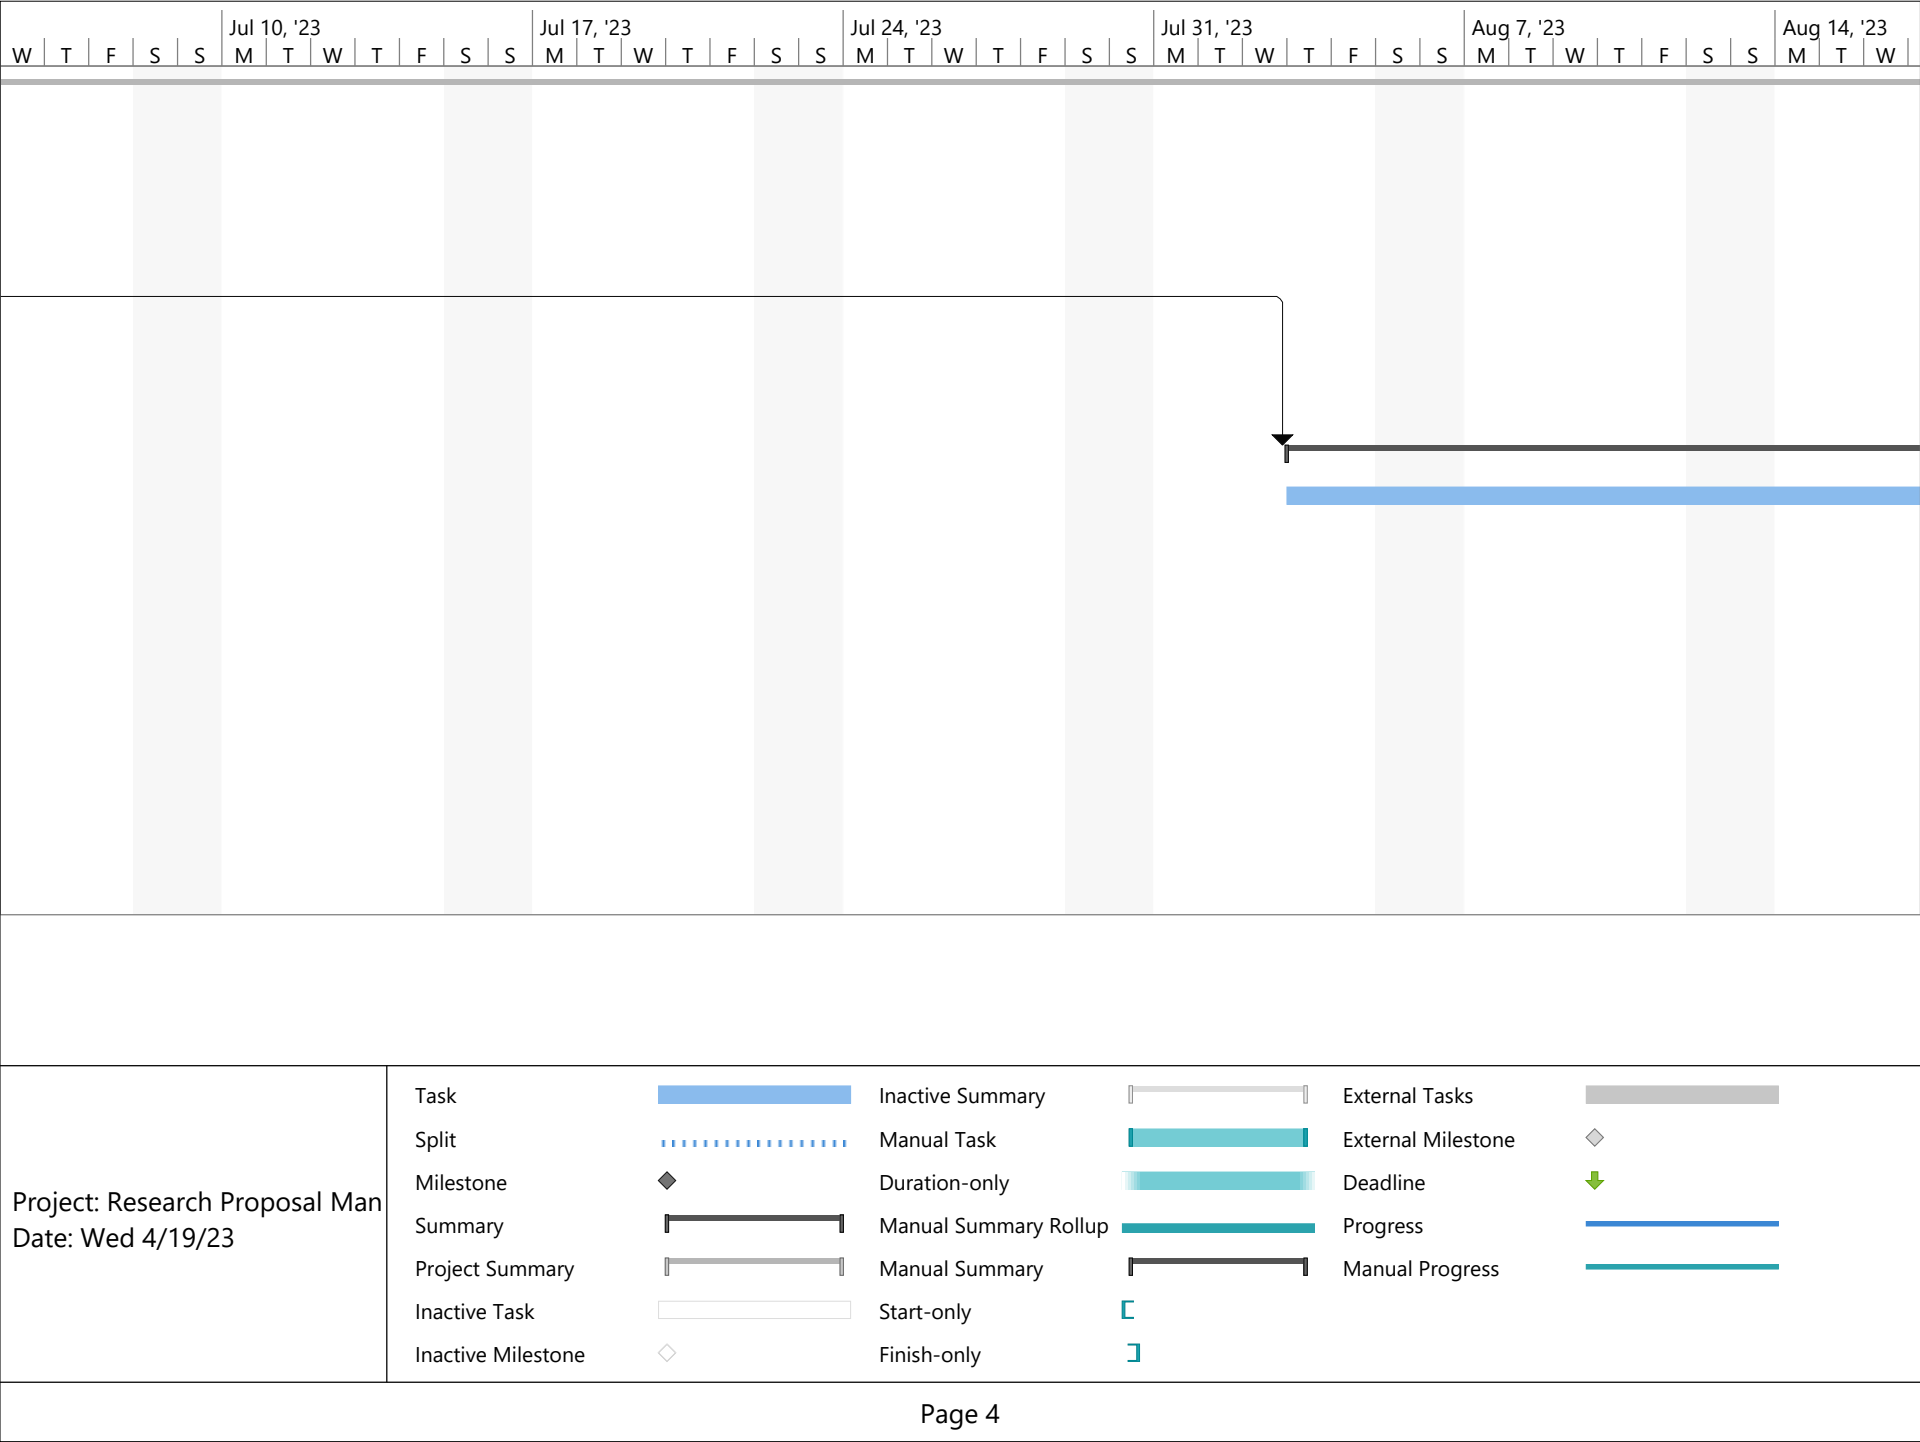 Jul 10, '23 Jul 17, '23 Jul 24, '23 Jul 31, '23 Aug 7, '23 Aug 14, '23
W T F S S M T W T F S S M T W T F S S M T W T F S S M T W T F S S M T W T F S S M T W
Task Inactive Summary External Tasks
Split Manual Task External Milestone
Milestone Duration-only Deadline
Project: Research Proposal Man
Summary Manual Summary Rollup Progress
Date: Wed 4/19/23
Project Summary Manual Summary Manual Progress
Inactive Task Start-only
Inactive Milestone Finish-only
Page 4